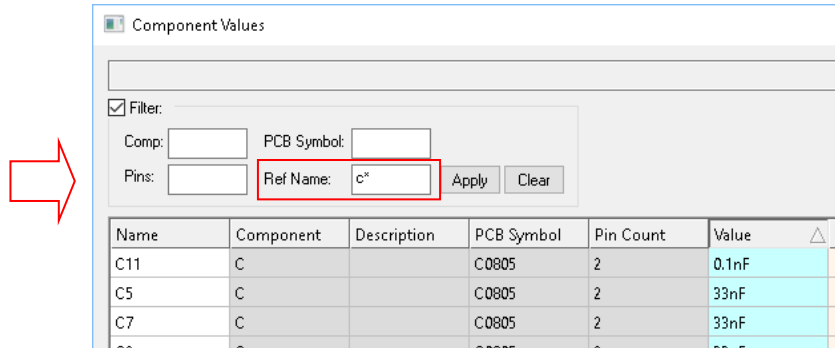 Component Values
Filter:
Comp: PCB Symbol:
Pins: Ref Name: c* Apply Clear
Name Component Description PCB Symbol Pin Count Value
C11 C C0805 2 0.1nF
C5 C C0805 2 33nF
C7 C C0805 2 33nF